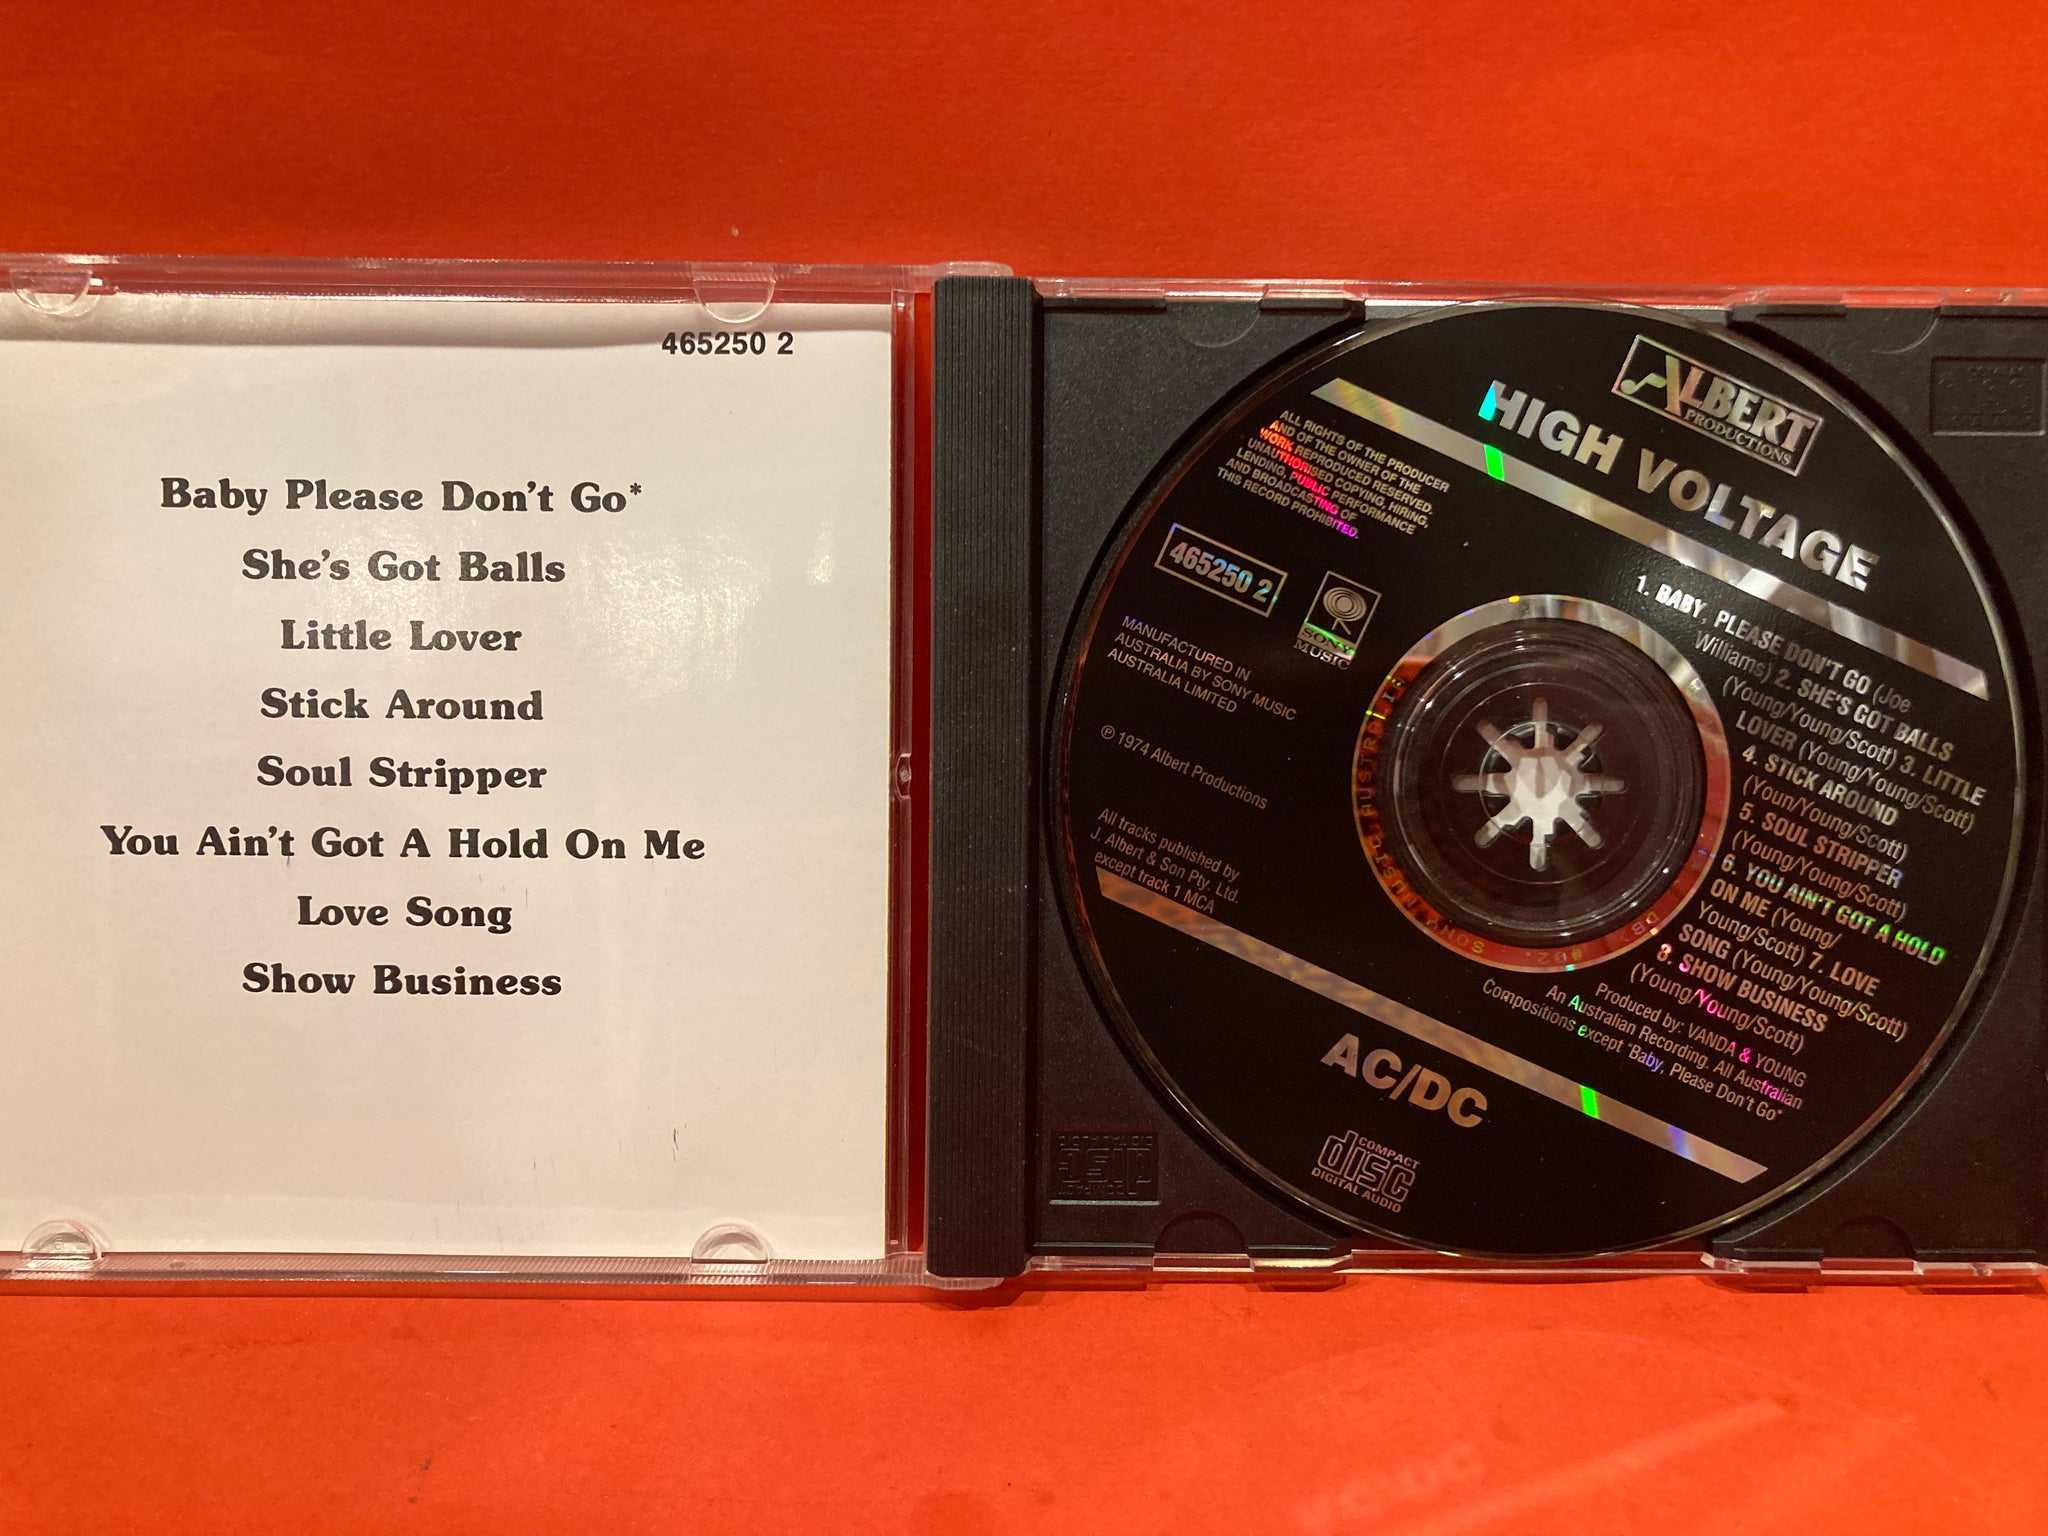 465250 2
Baby Please Don't Go*
She's Got Balls
Little Lover
Stick Around
Soul Stripper
You Ain't Got A Hold On Me
Love Song
Show Business
ALBERT
PRODUCTIONS
HIGH VOLTAGE
ALL RIGHTS OF THE PRODUCER
AND OF THE OWNER OF THE
WORK REPRODUCED RESERVED.
UNAUTHORISED COPYING, HIRING,
LENDING, PUBLIC PERFORMANCE
AND BROADCASTING OF
THIS RECORD PROHIBITED.
465250 2
SONY
MUSIC
MANUFACTURED IN
AUSTRALIA BY SONY MUSIC
AUSTRALIA LIMITED
℗ 1974 Albert Productions
All tracks published by
J. Albert & Son Pty. Ltd.
except track 1 MCA
1. BABY, PLEASE DON'T GO (Joe
Williams) 2. SHE'S GOT BALLS
(Young/Young/Scott) 3. LITTLE
LOVER (Young/Young/Scott)
4. STICK AROUND
(Youn/Young/Scott)
5. SOUL STRIPPER
(Young/Young/Scott)
6. YOU AIN'T GOT A HOLD
ON ME (Young/
Young/Scott) 7. LOVE
SONG (Young/Young/Scott)
8. SHOW BUSINESS
(Young/Young/Scott)
Produced by: VANDA & YOUNG
An Australian Recording. All Australian
Compositions except "Baby, Please Don't Go"
AC/DC
COMPACT
disc
DIGITAL AUDIO
SONY MUSIC AUSTRALIA
COMPACT
disc
DIGITAL AUDIO